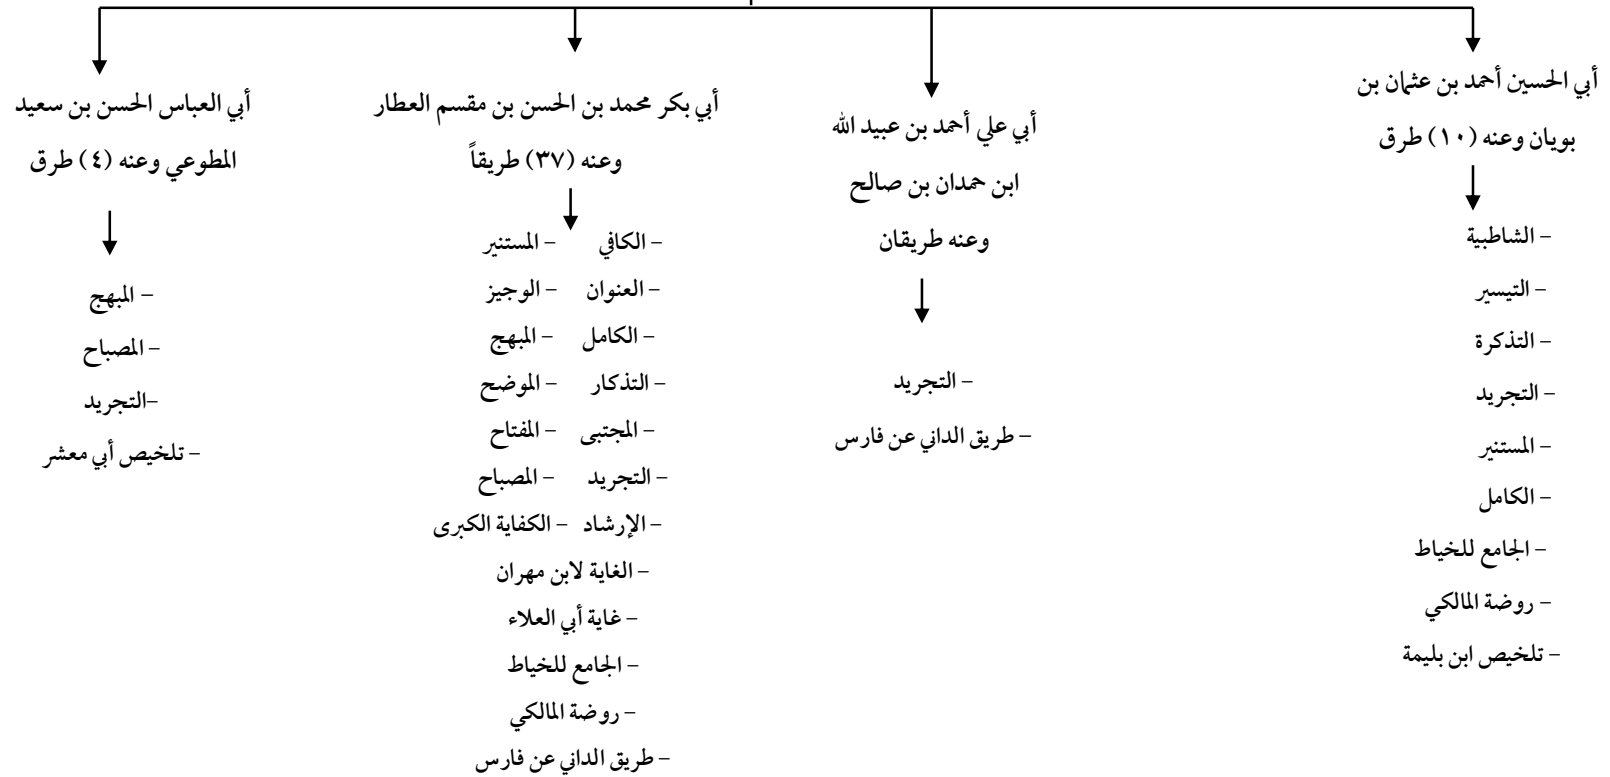 أبي الحسين أحمد بن عثمان بن
بويان وعنه (١٠) طرق
– الشاطبية
– التيسير
– التذكرة
– التجريد
– المستنير
– الكامل
– الجامع للخياط
– روضة المالكي
– تلخيص ابن بليمة
أبي علي أحمد بن عبيد الله
ابن حمدان بن صالح
وعنه طريقان
– التجريد
– طريق الداني عن فارس
أبي بكر محمد بن الحسن بن مقسم العطار
وعنه (٣٧) طريقاً
– الكافي – المستنير
– العنوان – الوجيز
– الكامل – المبهج
– التذكار – الموضح
– المجتبى – المفتاح
– التجريد – المصباح
– الإرشاد – الكفاية الكبرى
– الغاية لابن مهران
– غاية أبي العلاء
– الجامع للخياط
– روضة المالكي
– طريق الداني عن فارس
أبي العباس الحسن بن سعيد
المطوعي وعنه (٤) طرق
– المبهج
– المصباح
–التجريد
– تلخيص أبي معشر